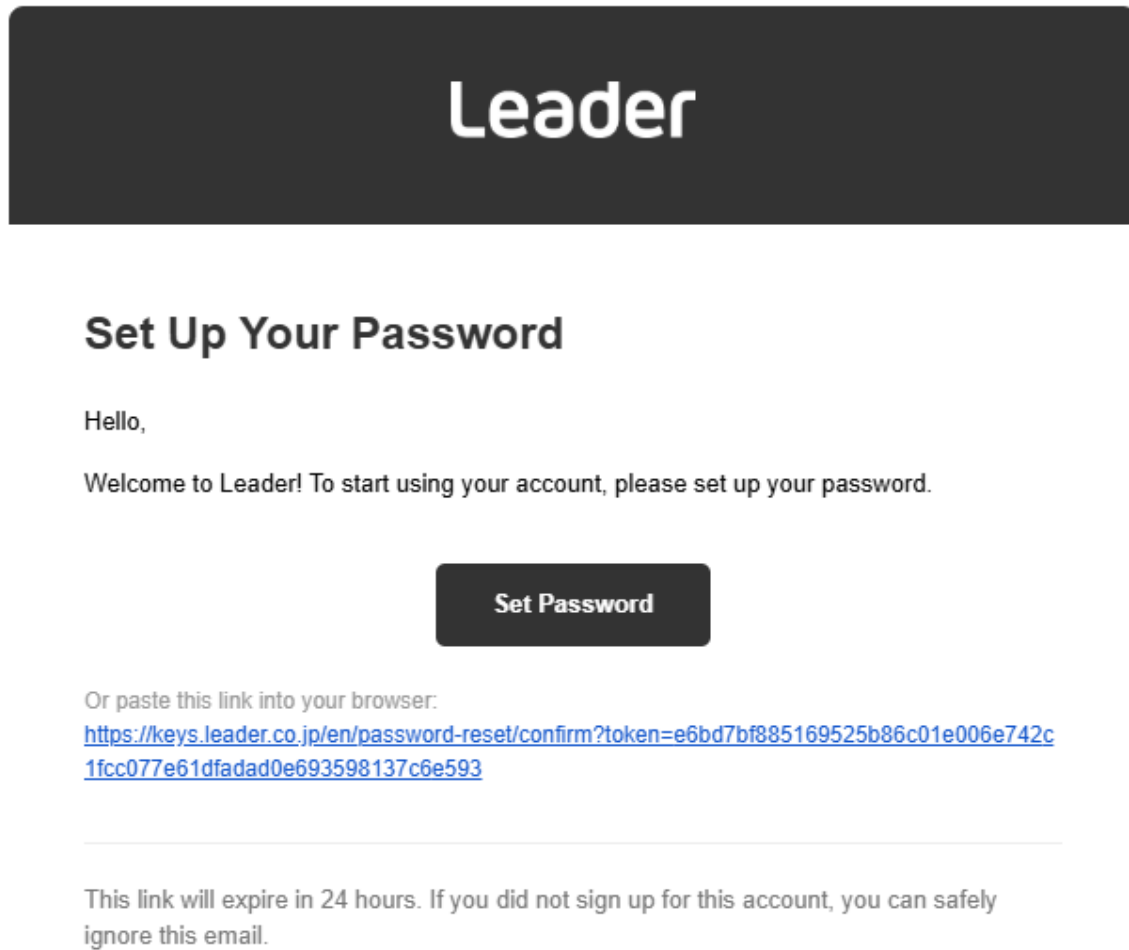 Leader
Set Up Your Password
Hello,
Welcome to Leader! To start using your account, please set up your password.
Set Password
Or paste this link into your browser:
https://keys.leader.co.jp/en/password-reset/confirm?token=e6bd7bf885169525b86c01e006e742c
1fcc077e61dfadad0e693598137c6e593
This link will expire in 24 hours. If you did not sign up for this account, you can safely
ignore this email.